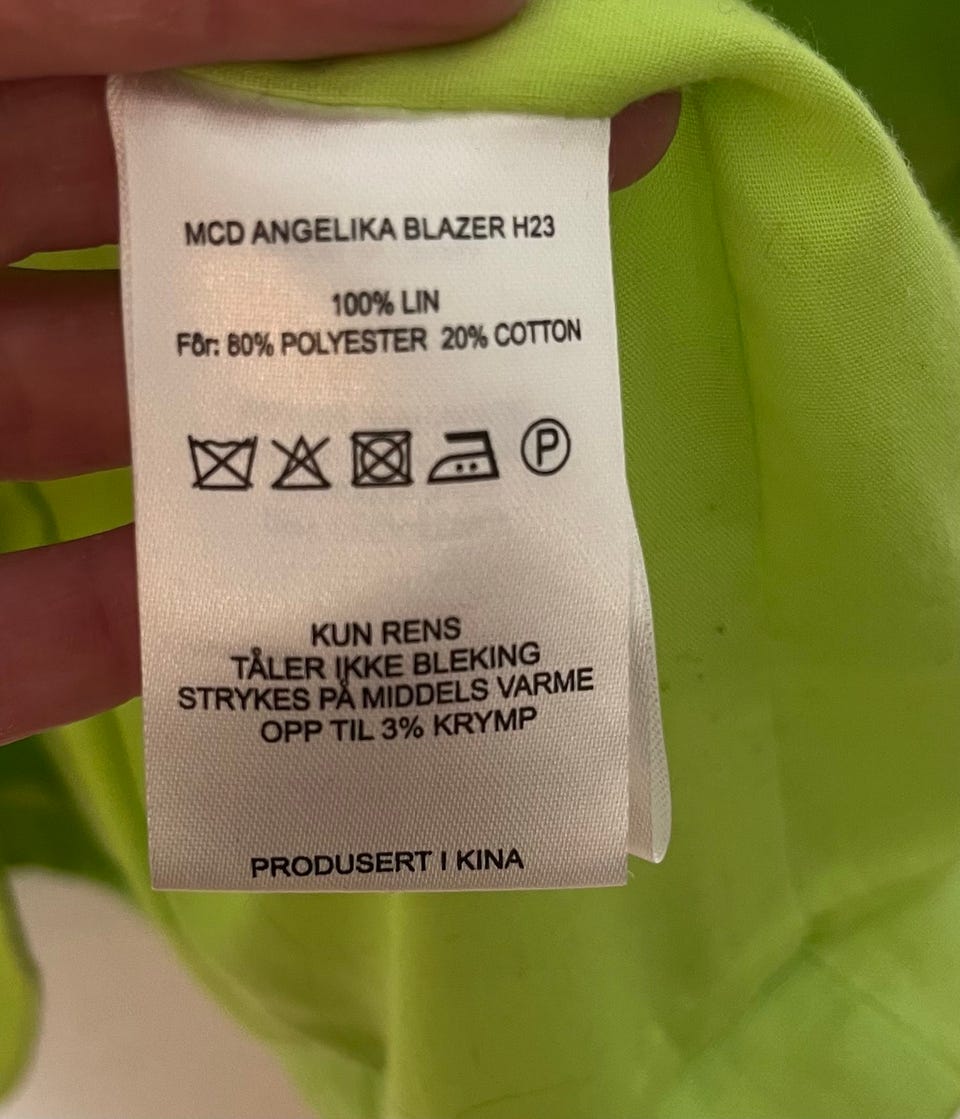 MCD ANGELIKA BLAZER H23
100% LIN
Fôr: 80% POLYESTER 20% COTTON
P
KUN RENS
TÅLER IKKE BLEKING
STRYKES PÅ MIDDELS VARME
OPP TIL 3% KRYMP
PRODUSERT I KINA